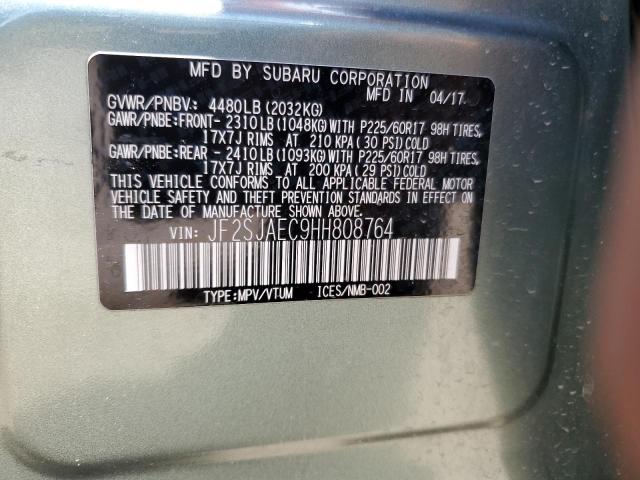 MFD BY SUBARU CORPORATION
MFD IN 04/17
GVWR/PNBV: 4480LB (2032KG)
GAWR/PNBE:FRONT- 2310LB (1048KG) WITH P225/60R17 98H TIRES,
17X7J RIMS AT 210 KPA (30 PSI) COLD
GAWR/PNBE:REAR - 2410LB (1093KG) WITH P225/60R17 98H TIRES,
17X7J RIMS AT 200 KPA (29 PSI) COLD
THIS VEHICLE CONFORMS TO ALL APPLICABLE FEDERAL MOTOR
VEHICLE SAFETY AND THEFT PREVENTION STANDARDS IN EFFECT ON
THE DATE OF MANUFACTURE SHOWN ABOVE.
VIN: JF2SJAEC9HH808764
TYPE:MPV/VTUM ICES/NMB-002